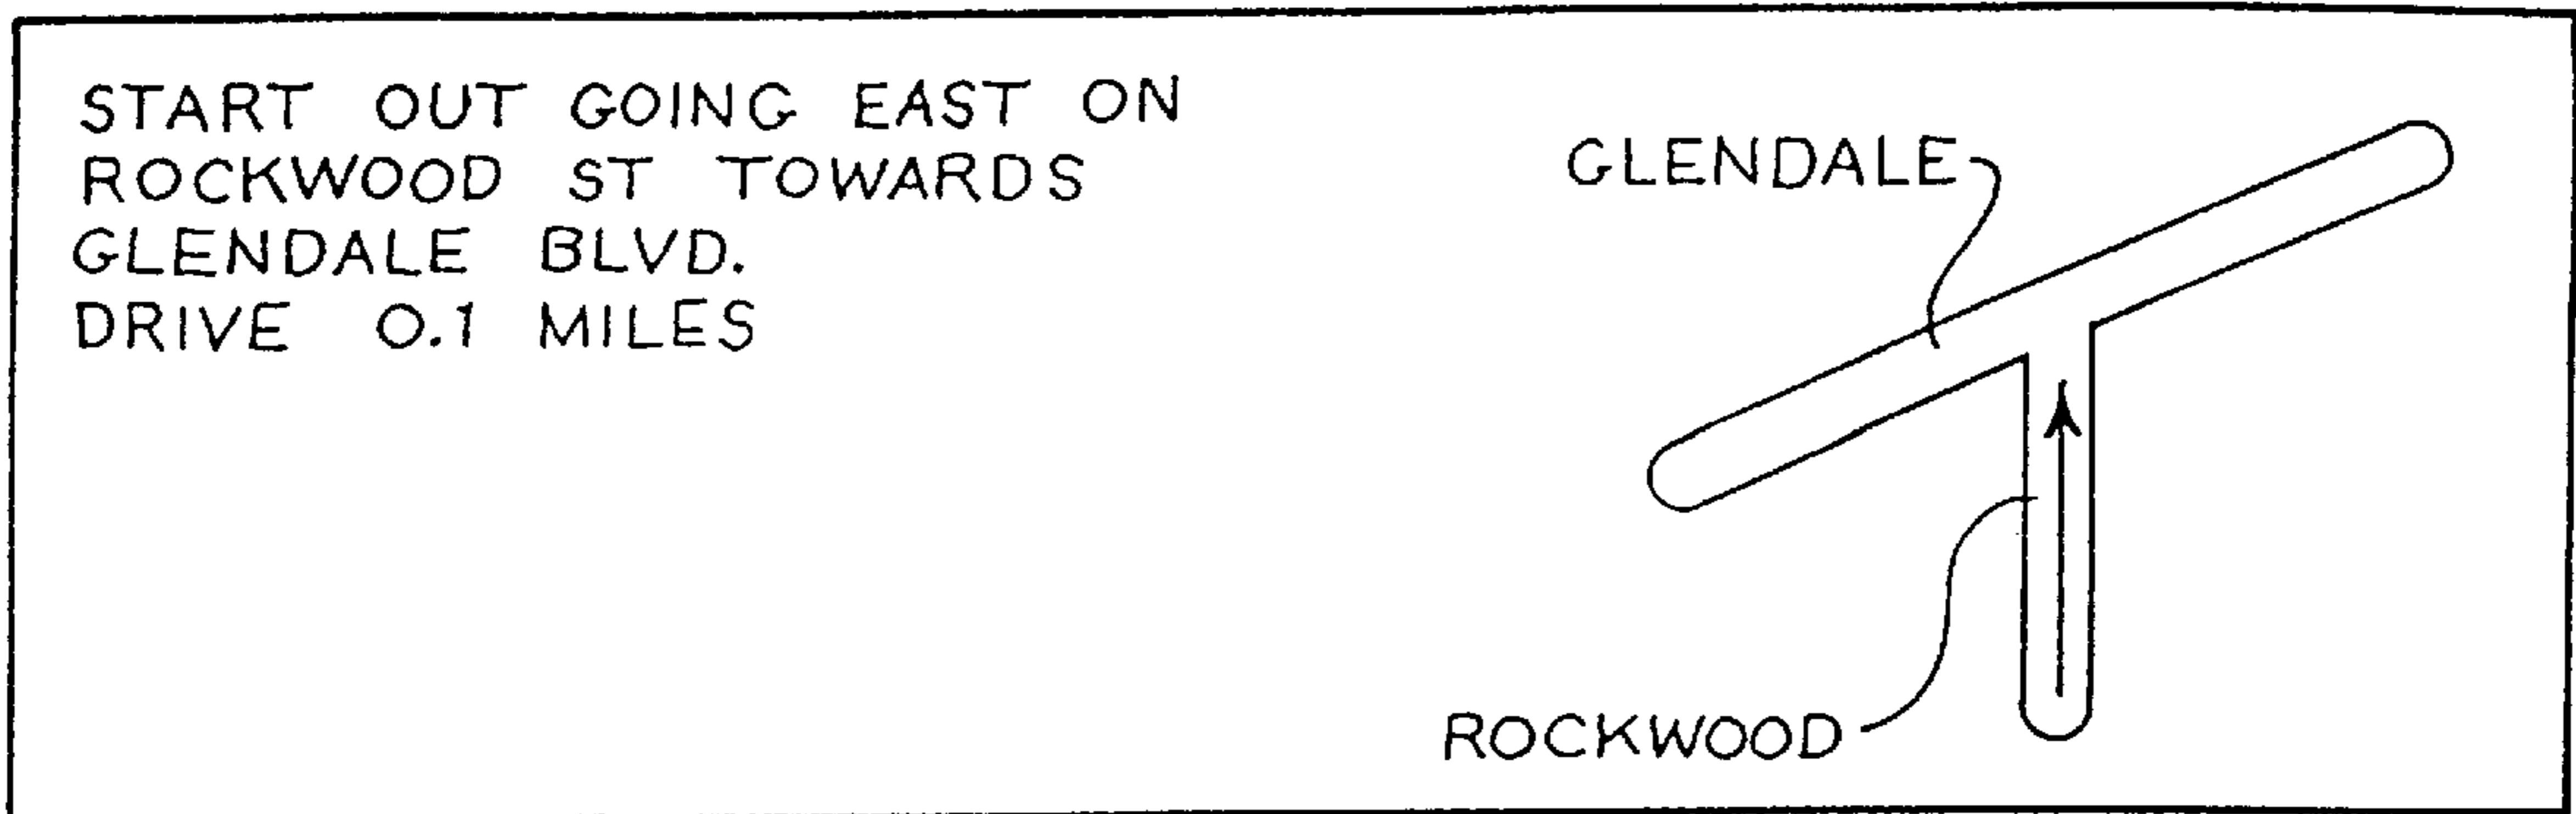 START OUT GOING EAST ON
ROCKWOOD ST TOWARDS
GLENDALE BLVD.
DRIVE 0.1 MILES
GLENDALE
ROCKWOOD